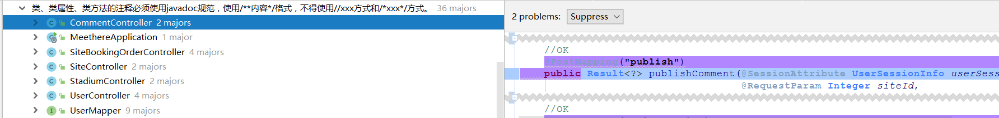 类、类属性、类方法的注释必须使用javadoc规范，使用/**内容*/格式，不得使用//xxx方式和/*xxx*/方式。 36 majors
CommentController 2 majors
MeethereApplication 1 major
SiteBookingOrderController 4 majors
SiteController 2 majors
StadiumController 2 majors
UserController 4 majors
UserMapper 9 majors
2 problems: Suppress
//OK
@PostMapping("publish")
public Result<?> publishComment(@SessionAttribute UserSessionInfo userSess
@RequestParam Integer siteId,
//OK